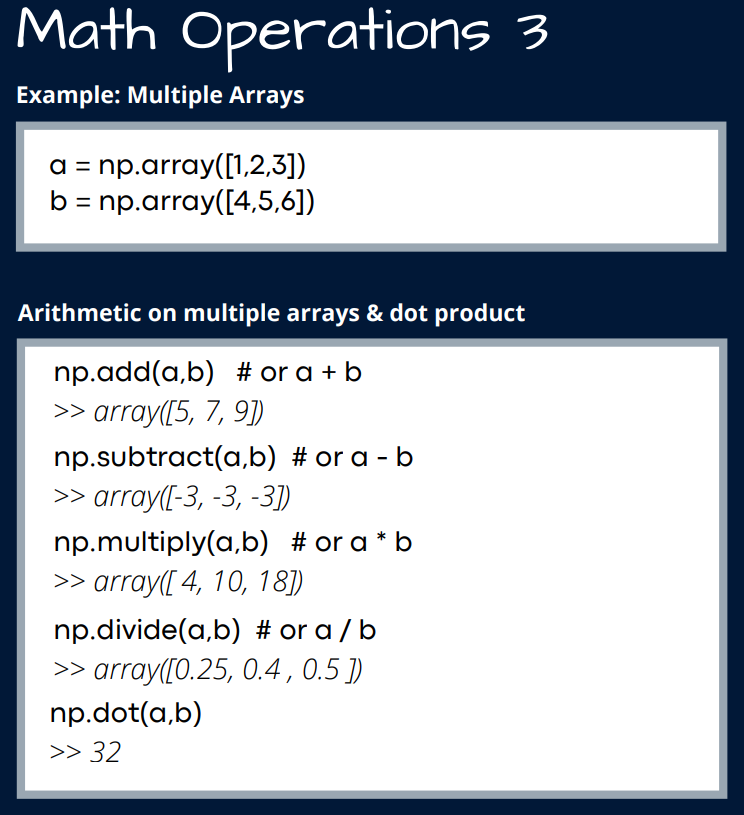 Math Operations 3
Example: Multiple Arrays
a = np.array([1,2,3])
b = np.array([4,5,6])
Arithmetic on multiple arrays & dot product
np.add(a,b)   # or a + b
>> array([5, 7, 9])
np.subtract(a,b)  # or a - b
>> array([-3, -3, -3])
np.multiply(a,b)   # or a * b
>> array([ 4, 10, 18])
np.divide(a,b)  # or a / b
>> array([0.25, 0.4 , 0.5 ])
np.dot(a,b)
>> 32